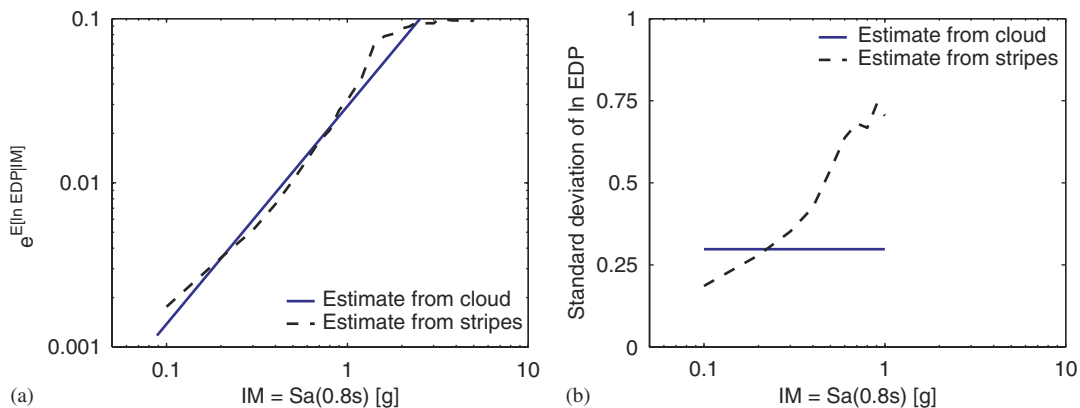 0.1
0.01
0.001
e^E[ln EDP|IM]
Estimate from cloud
Estimate from stripes
0.1
1
10
(a)
IM = Sa(0.8s) [g]
1
0.75
0.5
0.25
0
Standard deviation of ln EDP
Estimate from cloud
Estimate from stripes
0.1
1
10
(b)
IM = Sa(0.8s) [g]